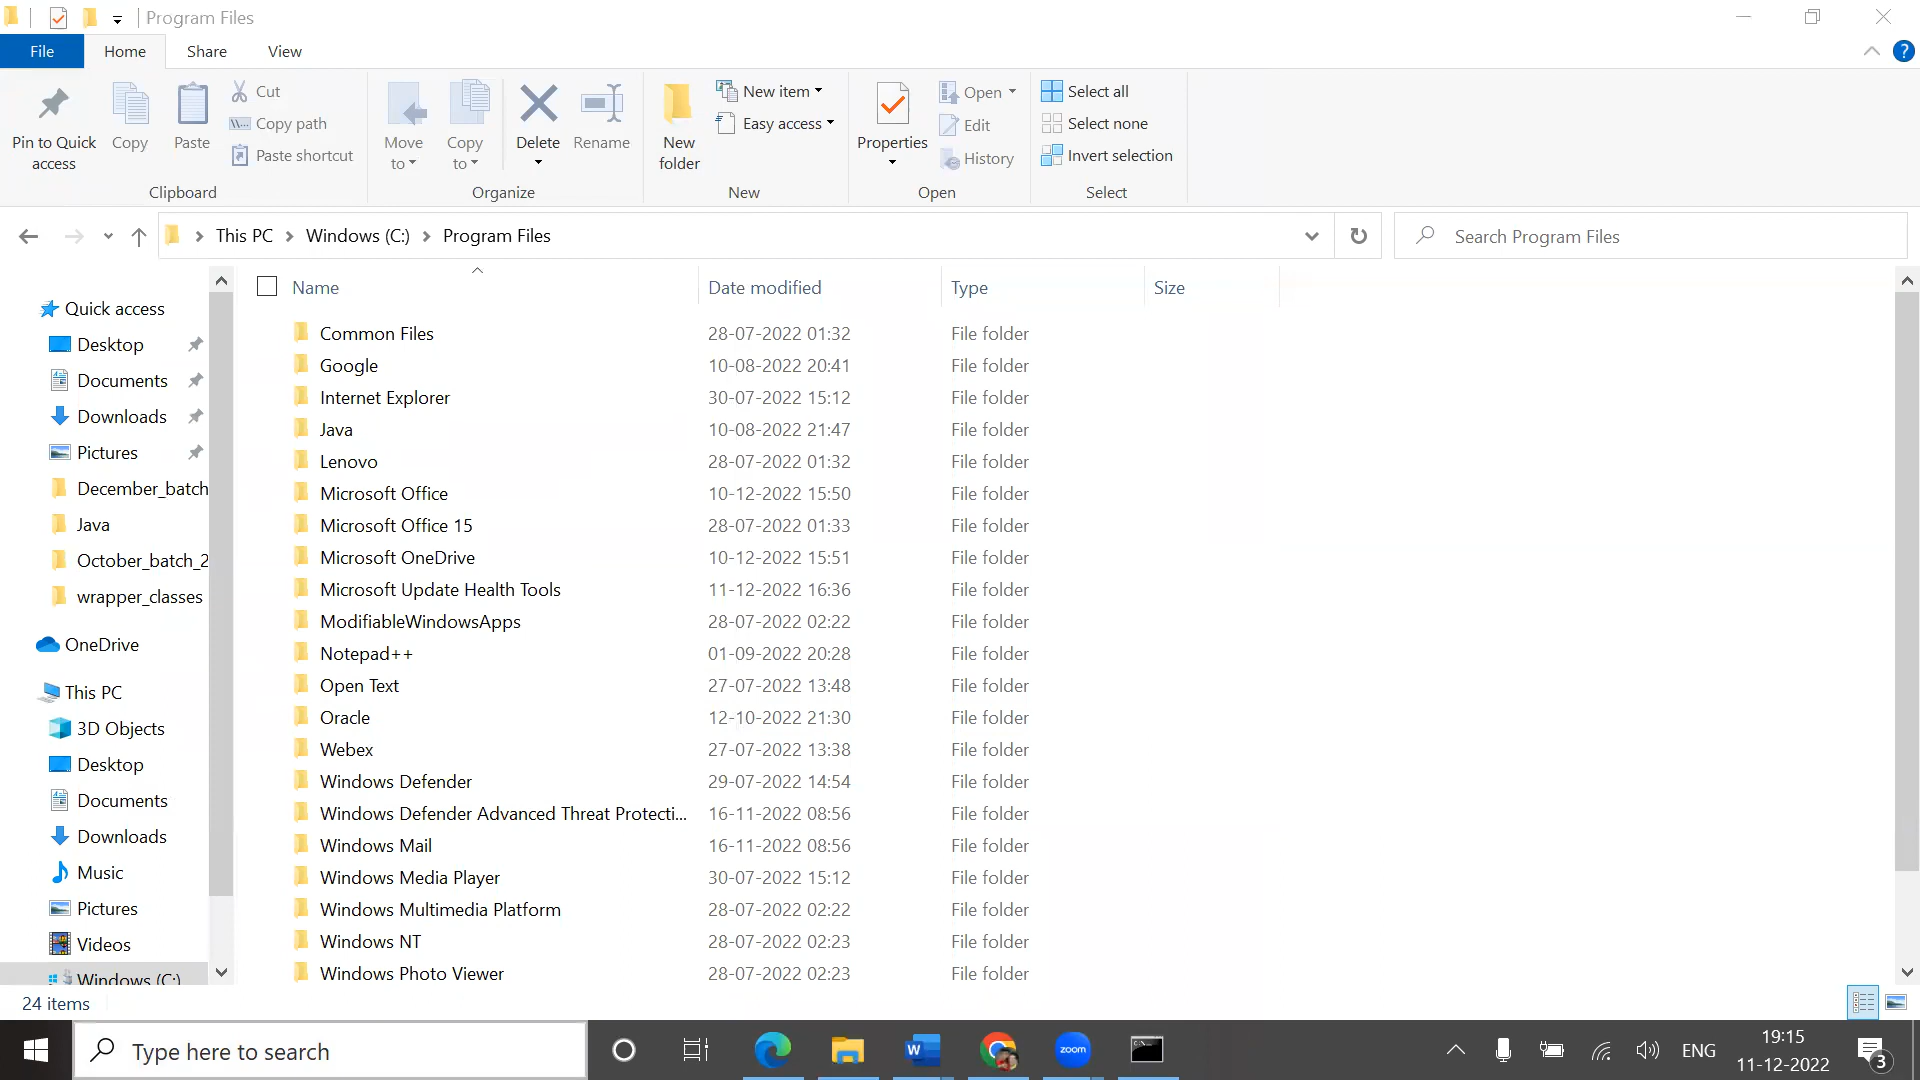 Program Files
File Home Share View
Pin to Quick access
Copy
Paste
Cut
Copy path
Paste shortcut
Clipboard
Move to
Copy to
Delete
Rename
Organize
New folder
New item
Easy access
New
Properties
Open
Edit
History
Open
Select all
Select none
Invert selection
Select
This PC Windows (C:) Program Files
Search Program Files
Quick access
Desktop
Documents
Downloads
Pictures
December_batch
Java
October_batch_2
wrapper_classes
OneDrive
This PC
3D Objects
Desktop
Documents
Downloads
Music
Pictures
Videos
Windows (C:)
Name Date modified Type Size
Common Files 28-07-2022 01:32 File folder
Google 10-08-2022 20:41 File folder
Internet Explorer 30-07-2022 15:12 File folder
Java 10-08-2022 21:47 File folder
Lenovo 28-07-2022 01:32 File folder
Microsoft Office 10-12-2022 15:50 File folder
Microsoft Office 15 28-07-2022 01:33 File folder
Microsoft OneDrive 10-12-2022 15:51 File folder
Microsoft Update Health Tools 11-12-2022 16:36 File folder
ModifiableWindowsApps 28-07-2022 02:22 File folder
Notepad++ 01-09-2022 20:28 File folder
Open Text 27-07-2022 13:48 File folder
Oracle 12-10-2022 21:30 File folder
Webex 27-07-2022 13:38 File folder
Windows Defender 29-07-2022 14:54 File folder
Windows Defender Advanced Threat Protecti... 16-11-2022 08:56 File folder
Windows Mail 16-11-2022 08:56 File folder
Windows Media Player 30-07-2022 15:12 File folder
Windows Multimedia Platform 28-07-2022 02:22 File folder
Windows NT 28-07-2022 02:23 File folder
Windows Photo Viewer 28-07-2022 02:23 File folder
24 items
Type here to search
W
zoom
ENG
19:15
11-12-2022
3